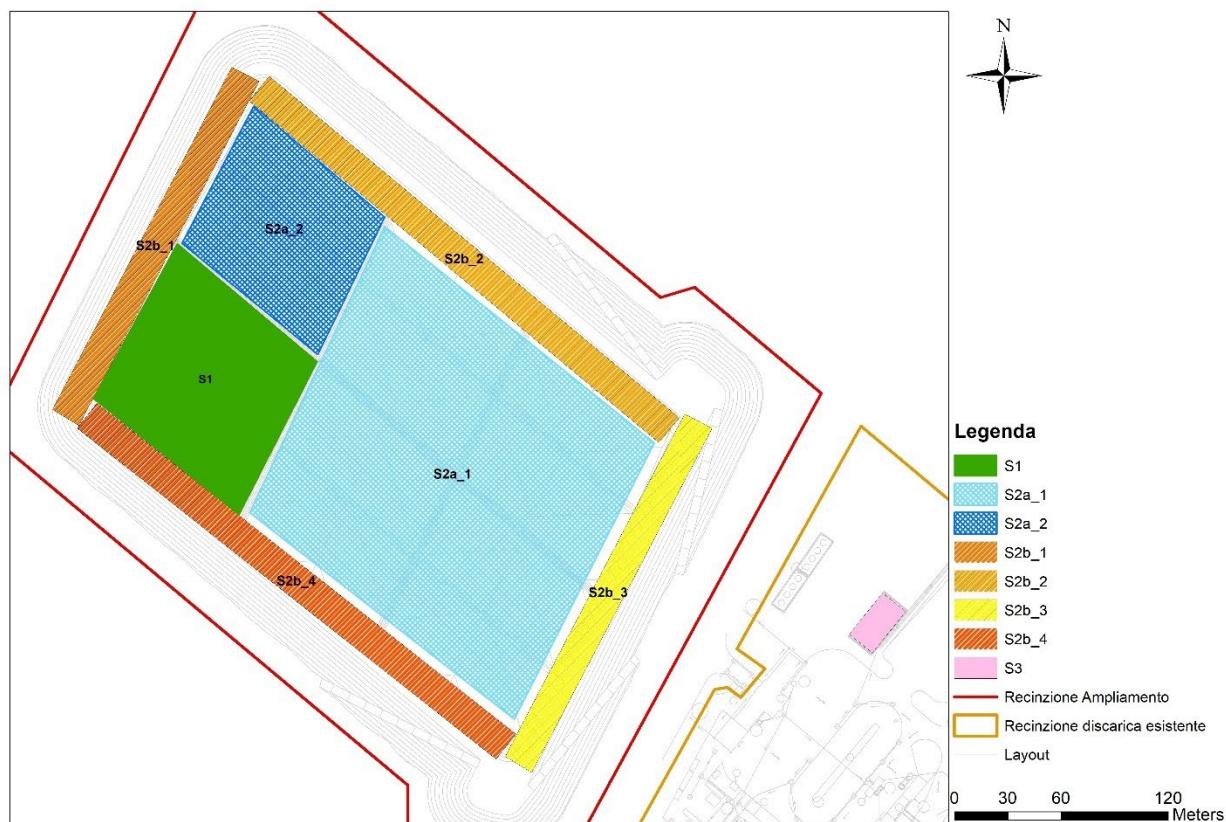 N
S2a_2
S2b_1
S2b_2
S1
S2a_1
S2b_4
S2b_3
Legenda
S1
S2a_1
S2a_2
S2b_1
S2b_2
S2b_3
S2b_4
S3
Recinzione Ampliamento
Recinzione discarica esistente
Layout
0 30 60 120
Meters